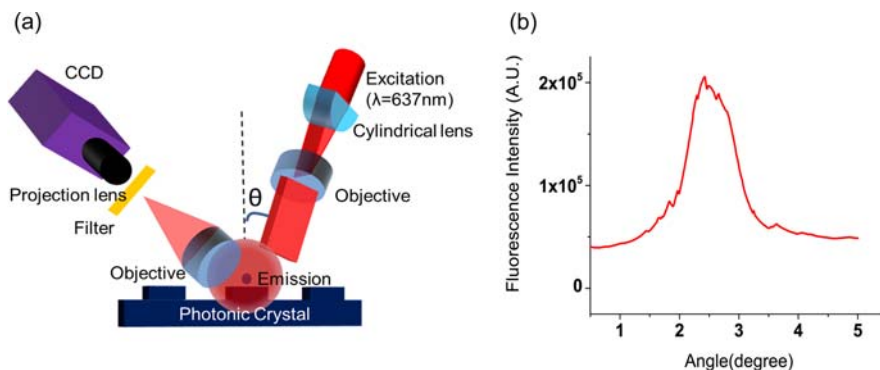 (a)
CCD
Excitation
(λ=637nm)
Cylindrical lens
Objective
Projection lens
Filter
θ
Objective
Emission
Photonic Crystal
(b)
Fluorescence Intensity (A.U.)
2x10⁵
1x10⁵
0
1 2 3 4 5
Angle(degree)